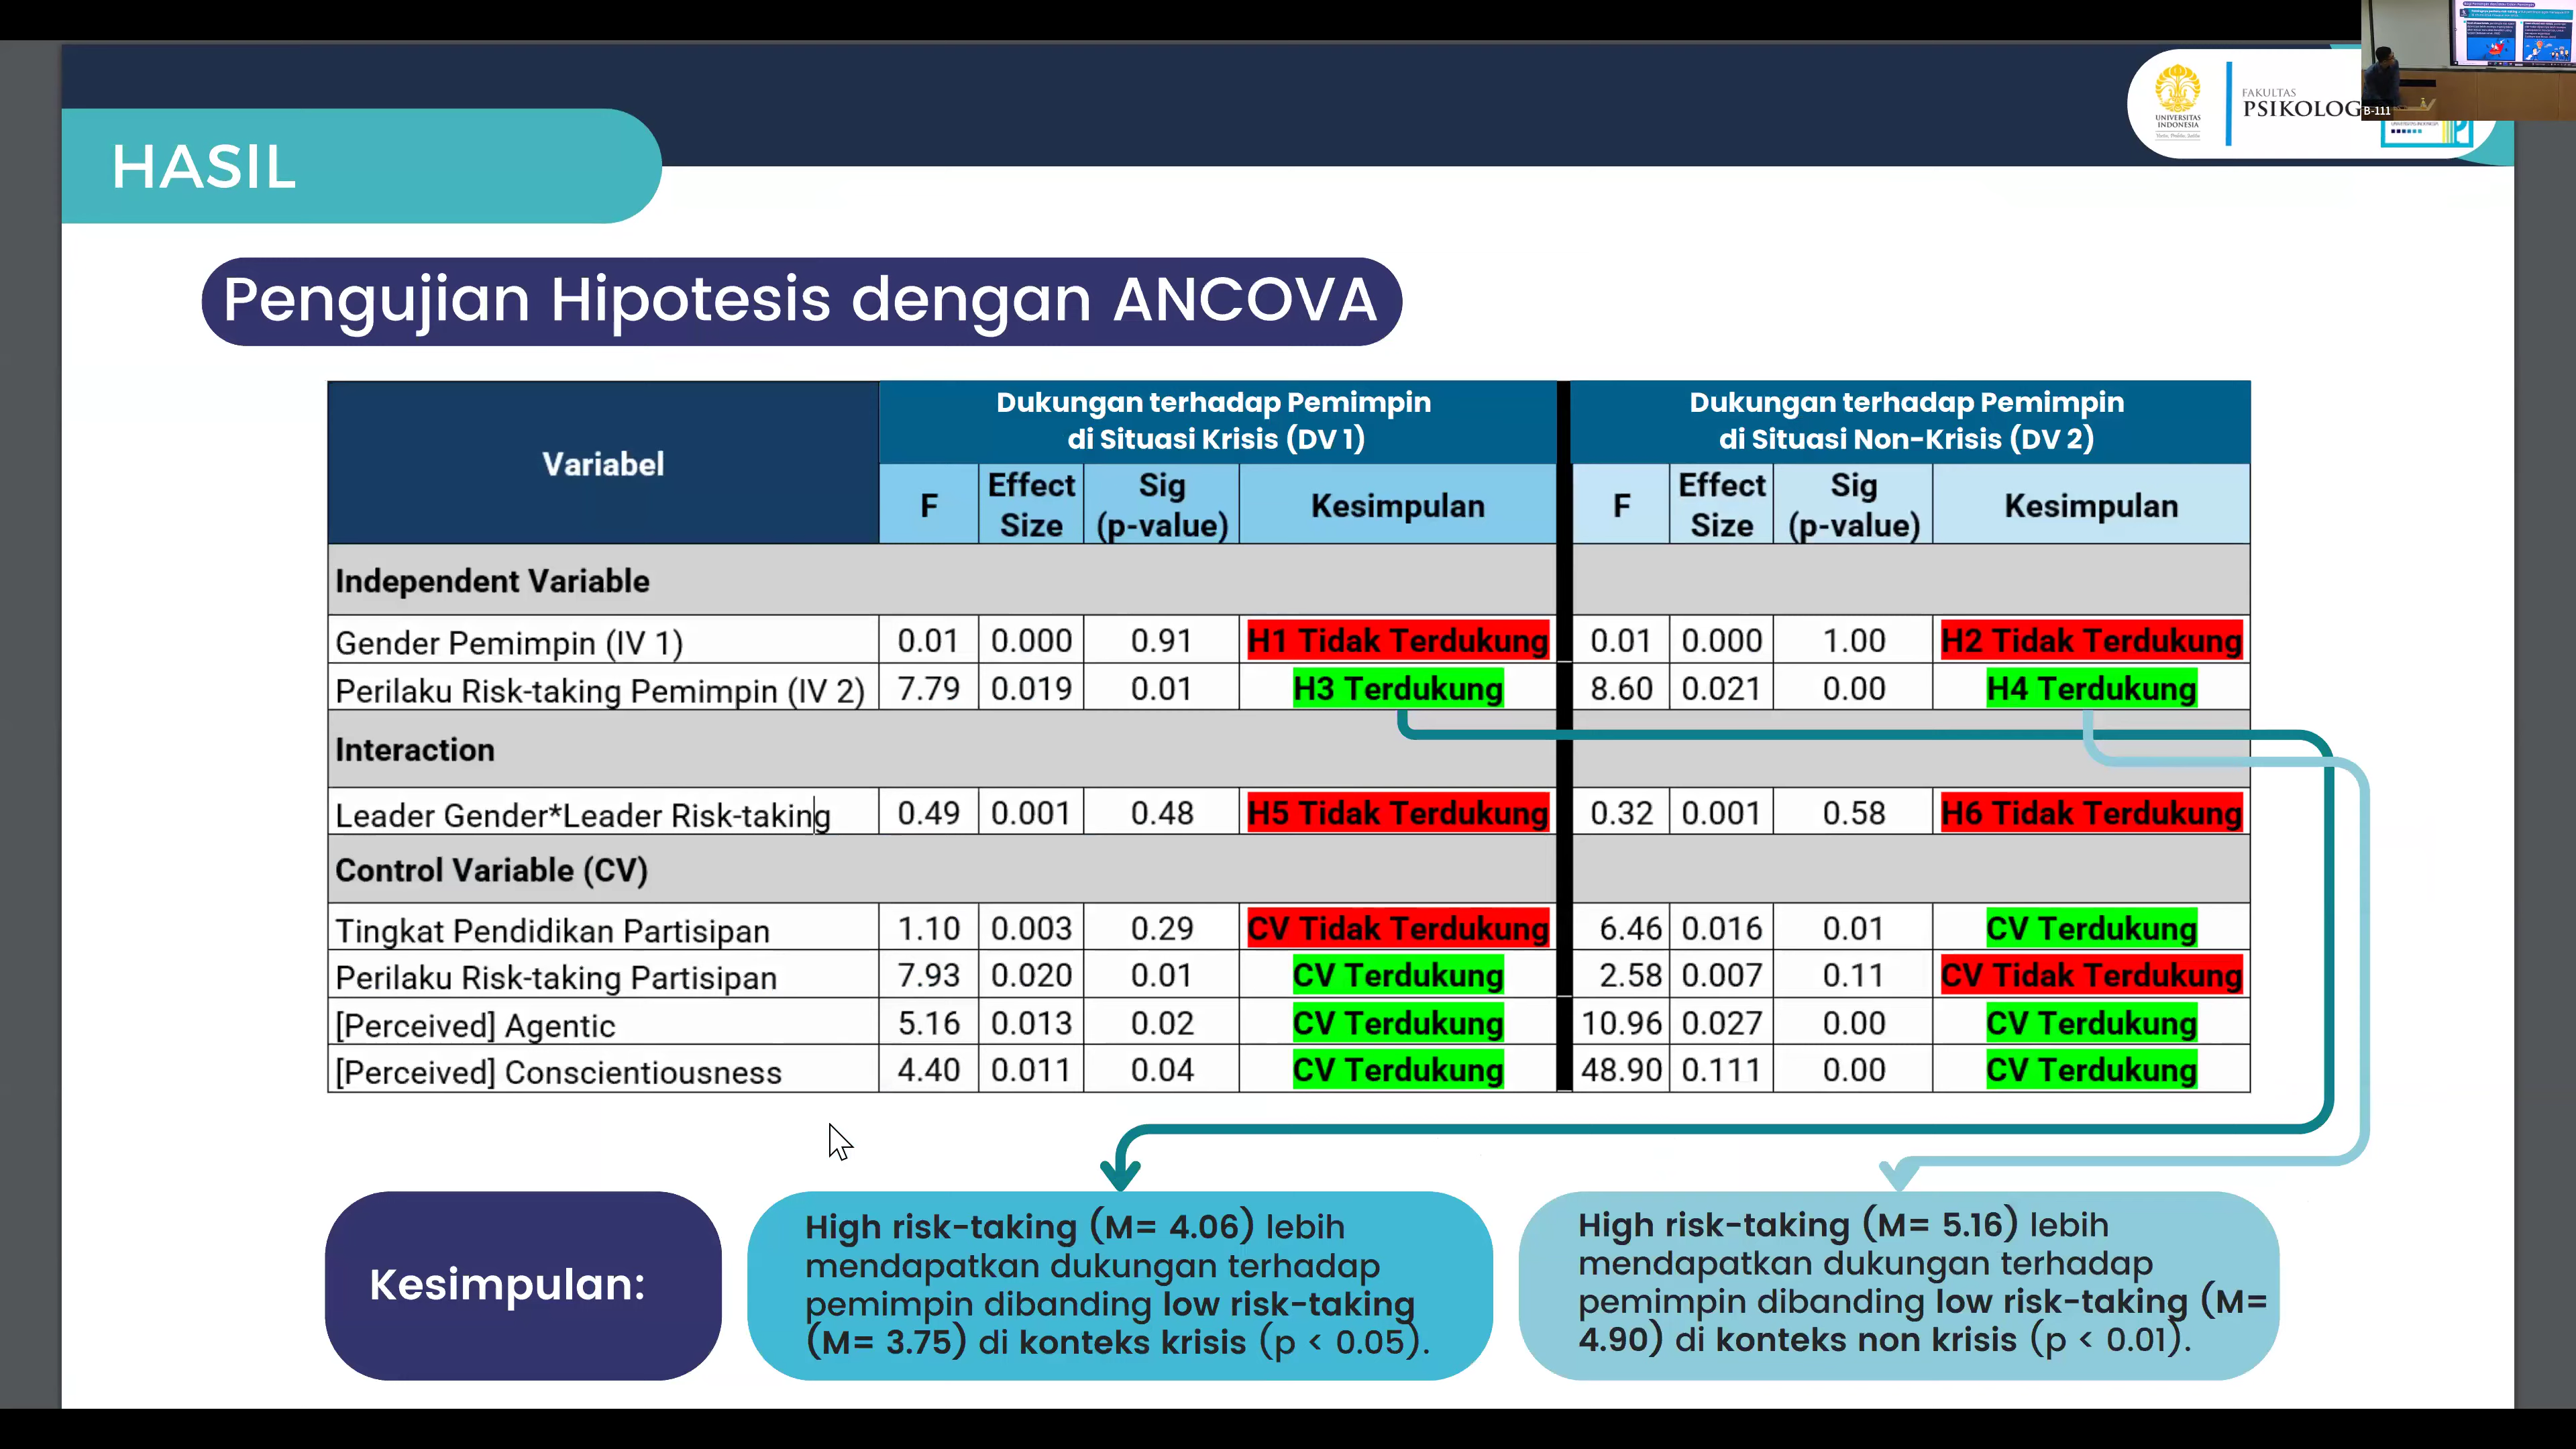 HASIL
UNIVERSITAS
INDONESIA
FAKULTAS
PSIKOLOG
B-111
Pengujian Hipotesis dengan ANCOVA
Variabel
Dukungan terhadap Pemimpin
di Situasi Krisis (DV 1)
Dukungan terhadap Pemimpin
di Situasi Non-Krisis (DV 2)
F Effect Size Sig (p-value) Kesimpulan F Effect Size Sig (p-value) Kesimpulan
Independent Variable
Gender Pemimpin (IV 1) 0.01 0.000 0.91 H1 Tidak Terdukung 0.01 0.000 1.00 H2 Tidak Terdukung
Perilaku Risk-taking Pemimpin (IV 2) 7.79 0.019 0.01 H3 Terdukung 8.60 0.021 0.00 H4 Terdukung
Interaction
Leader Gender*Leader Risk-taking 0.49 0.001 0.48 H5 Tidak Terdukung 0.32 0.001 0.58 H6 Tidak Terdukung
Control Variable (CV)
Tingkat Pendidikan Partisipan 1.10 0.003 0.29 CV Tidak Terdukung 6.46 0.016 0.01 CV Terdukung
Perilaku Risk-taking Partisipan 7.93 0.020 0.01 CV Terdukung 2.58 0.007 0.11 CV Tidak Terdukung
[Perceived] Agentic 5.16 0.013 0.02 CV Terdukung 10.96 0.027 0.00 CV Terdukung
[Perceived] Conscientiousness 4.40 0.011 0.04 CV Terdukung 48.90 0.111 0.00 CV Terdukung
Kesimpulan:
High risk-taking (M= 4.06) lebih
mendapatkan dukungan terhadap
pemimpin dibanding low risk-taking
(M= 3.75) di konteks krisis (p < 0.05).
High risk-taking (M= 5.16) lebih
mendapatkan dukungan terhadap
pemimpin dibanding low risk-taking (M=
4.90) di konteks non krisis (p < 0.01).